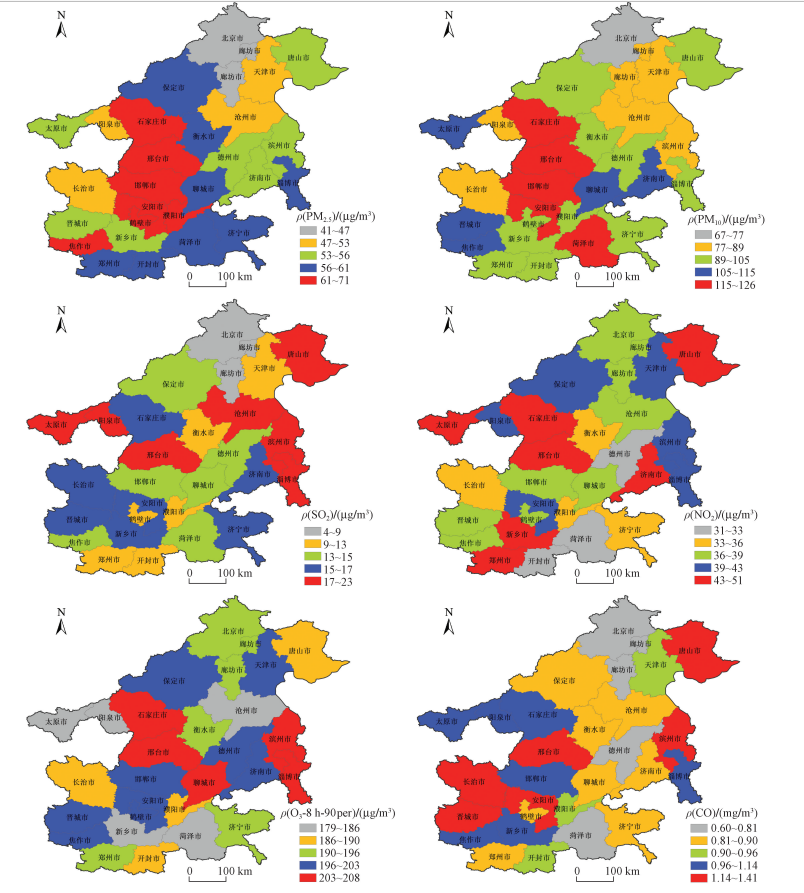 N
北京市
廊坊市
唐山市
天津市
廊坊市
保定市
沧州市
太原市
阳泉市
石家庄市
衡水市
滨州市
德州市
邢台市
济南市
淄博市
长治市
邯郸市
聊城市
安阳市
濮阳市
晋城市
鹤壁市
焦作市
新乡市
菏泽市
济宁市
郑州市
开封市
ρ(PM2.5)/(μg/m³)
41~47
47~53
53~56
56~61
61~71
0 100 km
N
北京市
廊坊市
唐山市
天津市
廊坊市
保定市
沧州市
太原市
阳泉市
石家庄市
衡水市
滨州市
德州市
邢台市
济南市
淄博市
长治市
邯郸市
聊城市
安阳市
濮阳市
晋城市
鹤壁市
焦作市
新乡市
菏泽市
济宁市
郑州市
开封市
ρ(PM10)/(μg/m³)
67~77
77~89
89~105
105~115
115~126
0 100 km
N
北京市
廊坊市
唐山市
天津市
廊坊市
保定市
沧州市
太原市
阳泉市
石家庄市
衡水市
滨州市
德州市
邢台市
济南市
淄博市
长治市
邯郸市
聊城市
安阳市
濮阳市
晋城市
鹤壁市
焦作市
新乡市
菏泽市
济宁市
郑州市
开封市
ρ(SO2)/(μg/m³)
4~9
9~13
13~15
15~17
17~23
0 100 km
N
北京市
廊坊市
唐山市
天津市
廊坊市
保定市
沧州市
太原市
阳泉市
石家庄市
衡水市
滨州市
德州市
邢台市
济南市
淄博市
长治市
邯郸市
聊城市
安阳市
濮阳市
晋城市
鹤壁市
焦作市
新乡市
菏泽市
济宁市
郑州市
开封市
ρ(NO2)/(μg/m³)
31~33
33~36
36~39
39~43
43~51
0 100 km
N
北京市
廊坊市
唐山市
天津市
廊坊市
保定市
沧州市
太原市
阳泉市
石家庄市
衡水市
滨州市
德州市
邢台市
济南市
淄博市
长治市
邯郸市
聊城市
安阳市
濮阳市
晋城市
鹤壁市
焦作市
新乡市
菏泽市
济宁市
郑州市
开封市
ρ(O3-8 h-90per)/(μg/m³)
179~186
186~190
190~196
196~203
203~208
0 100 km
N
北京市
廊坊市
唐山市
天津市
廊坊市
保定市
沧州市
太原市
阳泉市
石家庄市
衡水市
滨州市
德州市
邢台市
济南市
淄博市
长治市
邯郸市
聊城市
安阳市
濮阳市
晋城市
鹤壁市
焦作市
新乡市
菏泽市
济宁市
郑州市
开封市
ρ(CO)/(mg/m³)
0.60~0.81
0.81~0.90
0.90~0.96
0.96~1.14
1.14~1.41
0 100 km